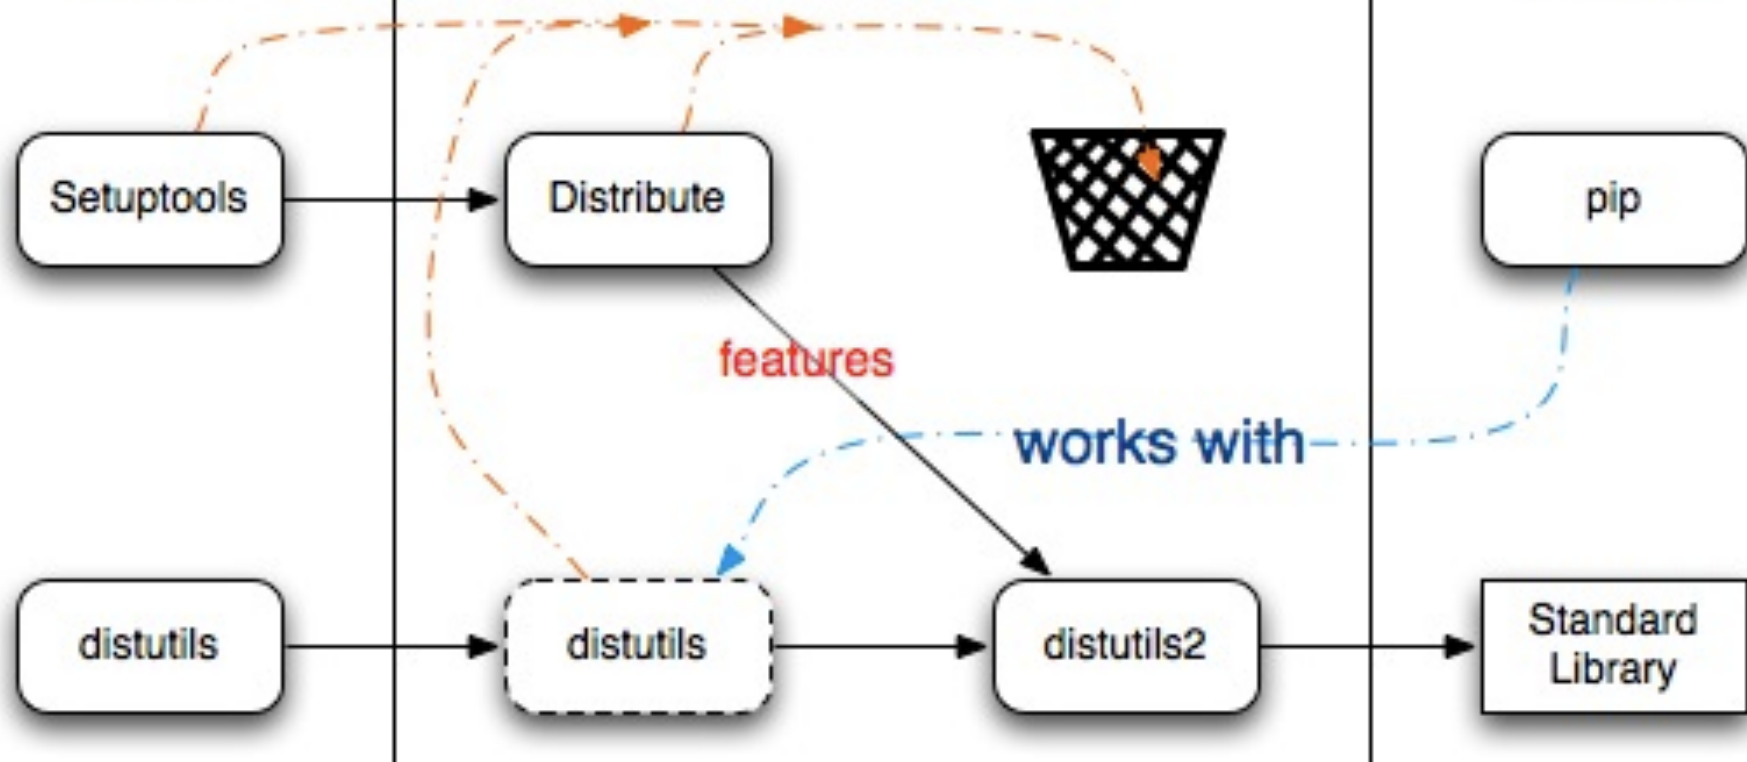 Setuptools
Distribute
pip
features
works with
distutils
distutils
distutils2
Standard
Library